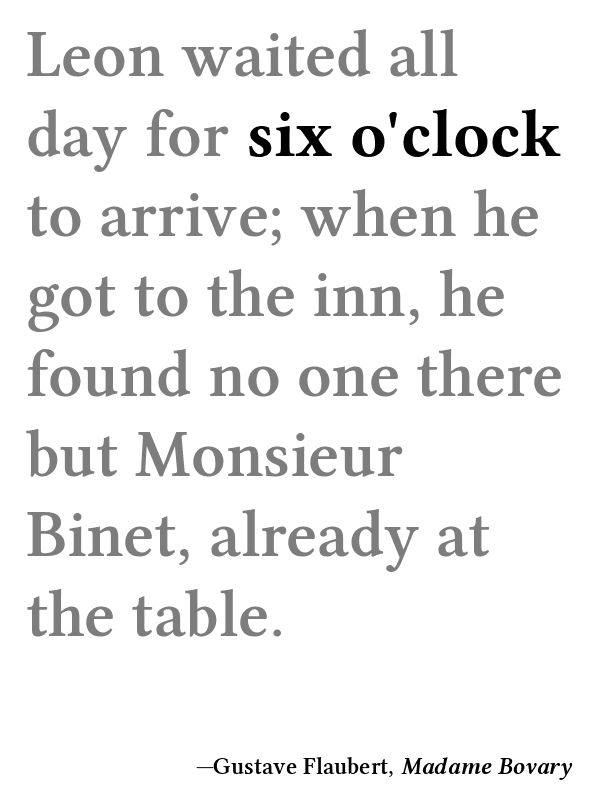 Leon waited all
day for six o'clock
to arrive; when he
got to the inn, he
found no one there
but Monsieur
Binet, already at
the table.
—Gustave Flaubert, Madame Bovary